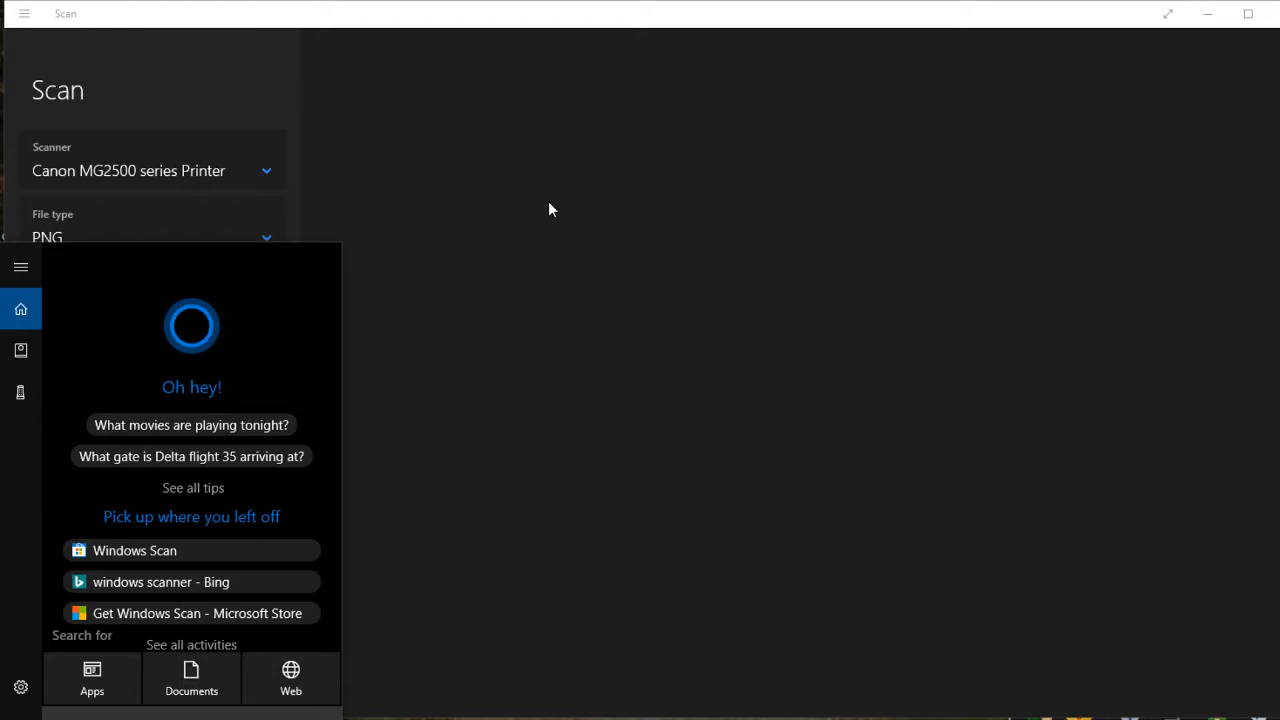 Scan
Scan
Scanner
Canon MG2500 series Printer
File type
PNG
Oh hey!
What movies are playing tonight?
What gate is Delta flight 35 arriving at?
See all tips
Pick up where you left off
Windows Scan
windows scanner - Bing
Get Windows Scan - Microsoft Store
Search for
See all activities
Apps
Documents
Web